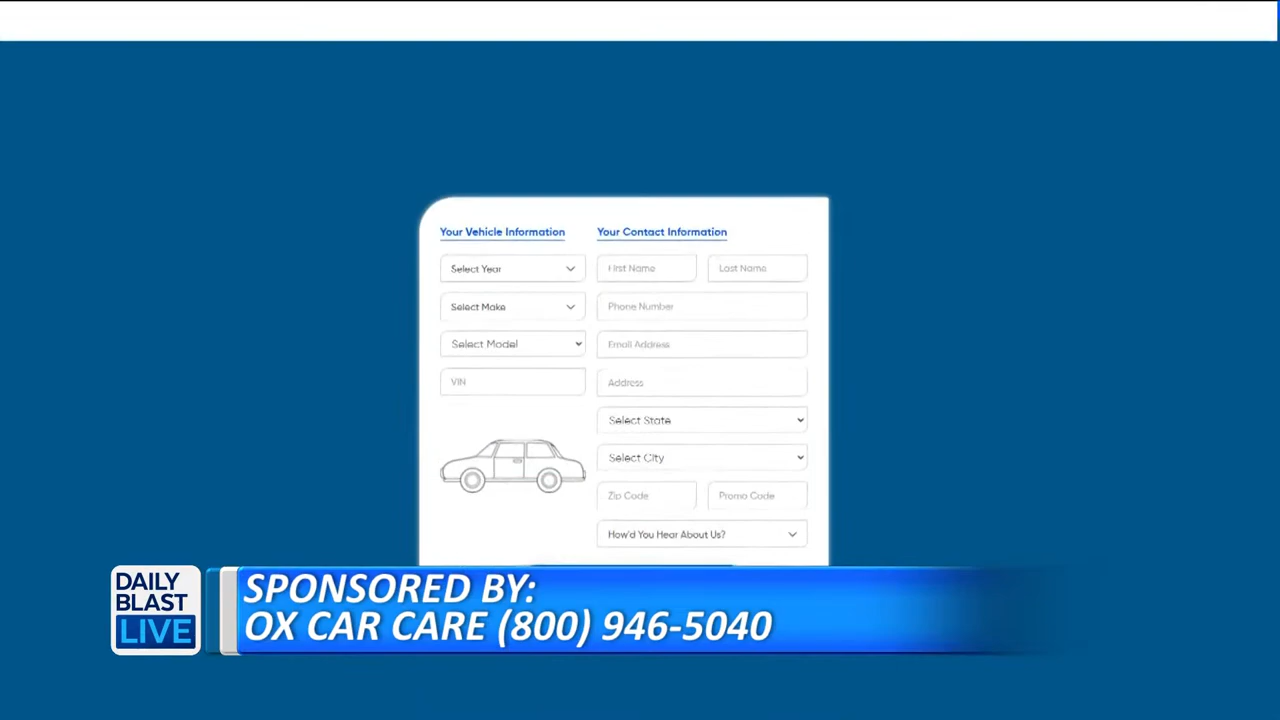 Your Vehicle Information
Your Contact Information
Select Year
First Name
Last Name
Select Make
Phone Number
Select Model
Email Address
VIN
Address
Select State
Select City
Zip Code
Promo Code
How'd You Hear About Us?
DAILY
BLAST
LIVE
SPONSORED BY:
OX CAR CARE (800) 946-5040